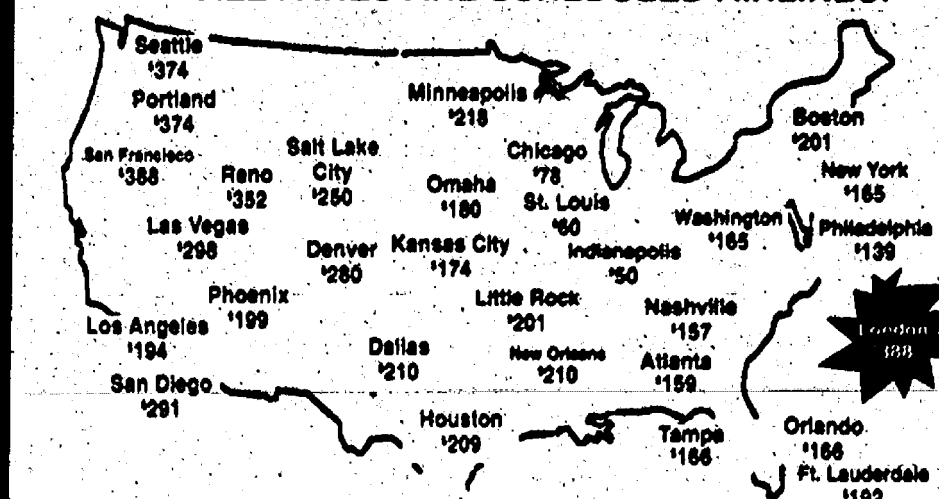 Seattle
$374
Portland
$374
San Francisco
$388
Reno
$352
Salt Lake
City
$250
Las Vegas
$298
Denver
$280
Phoenix
$199
Los Angeles
$194
San Diego
$291
Minneapolis
$218
Omaha
$180
Kansas City
$174
Chicago
$78
St. Louis
$60
Indianapolis
$50
Little Rock
$201
Dallas
$210
New Orleans
$210
Houston
$209
Boston
$201
New York
$165
Washington
$165
Philadelphia
$139
Nashville
$157
Atlanta
$159
London
388
Tampa
$166
Orlando
$166
Ft. Lauderdale